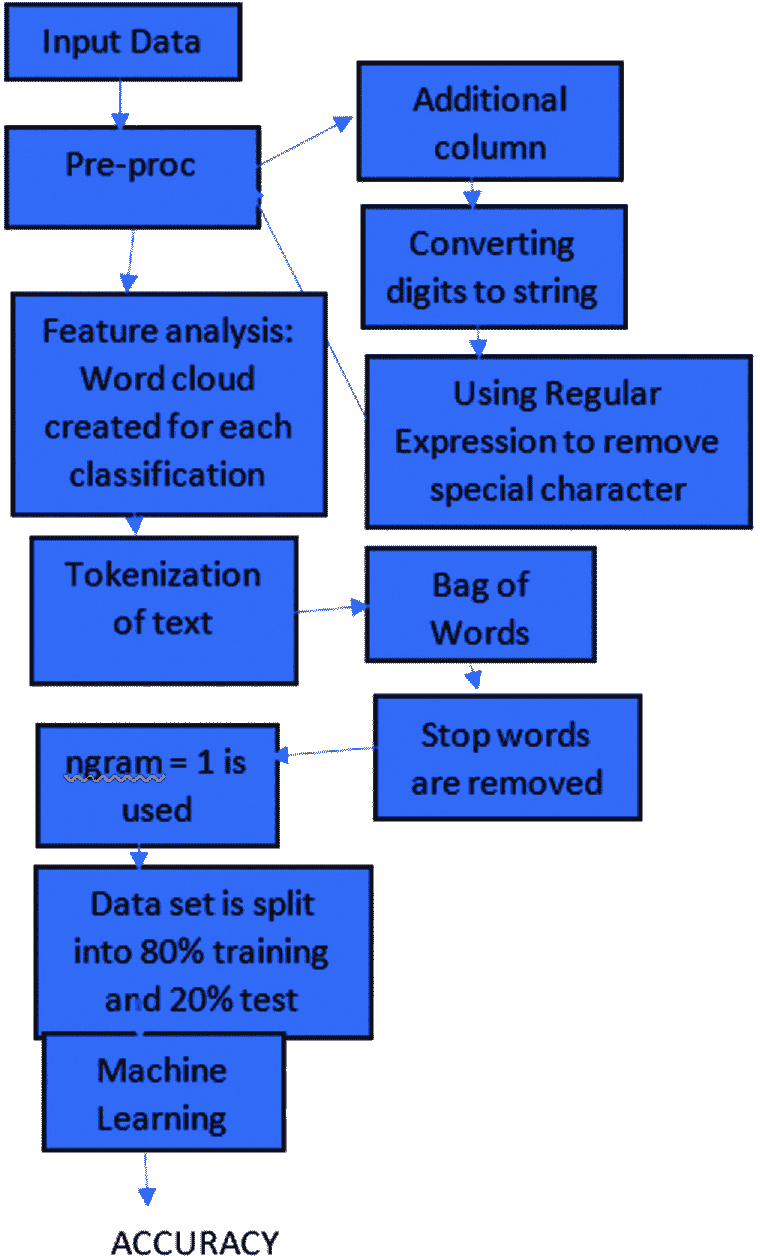 Input Data
Pre-proc
Additional
column
Converting
digits to string
Using Regular
Expression to remove
special character
Feature analysis:
Word cloud
created for each
classification
Tokenization
of text
Bag of
Words
Stop words
are removed
ngram = 1 is
used
Data set is split
into 80% training
and 20% test
Machine
Learning
ACCURACY